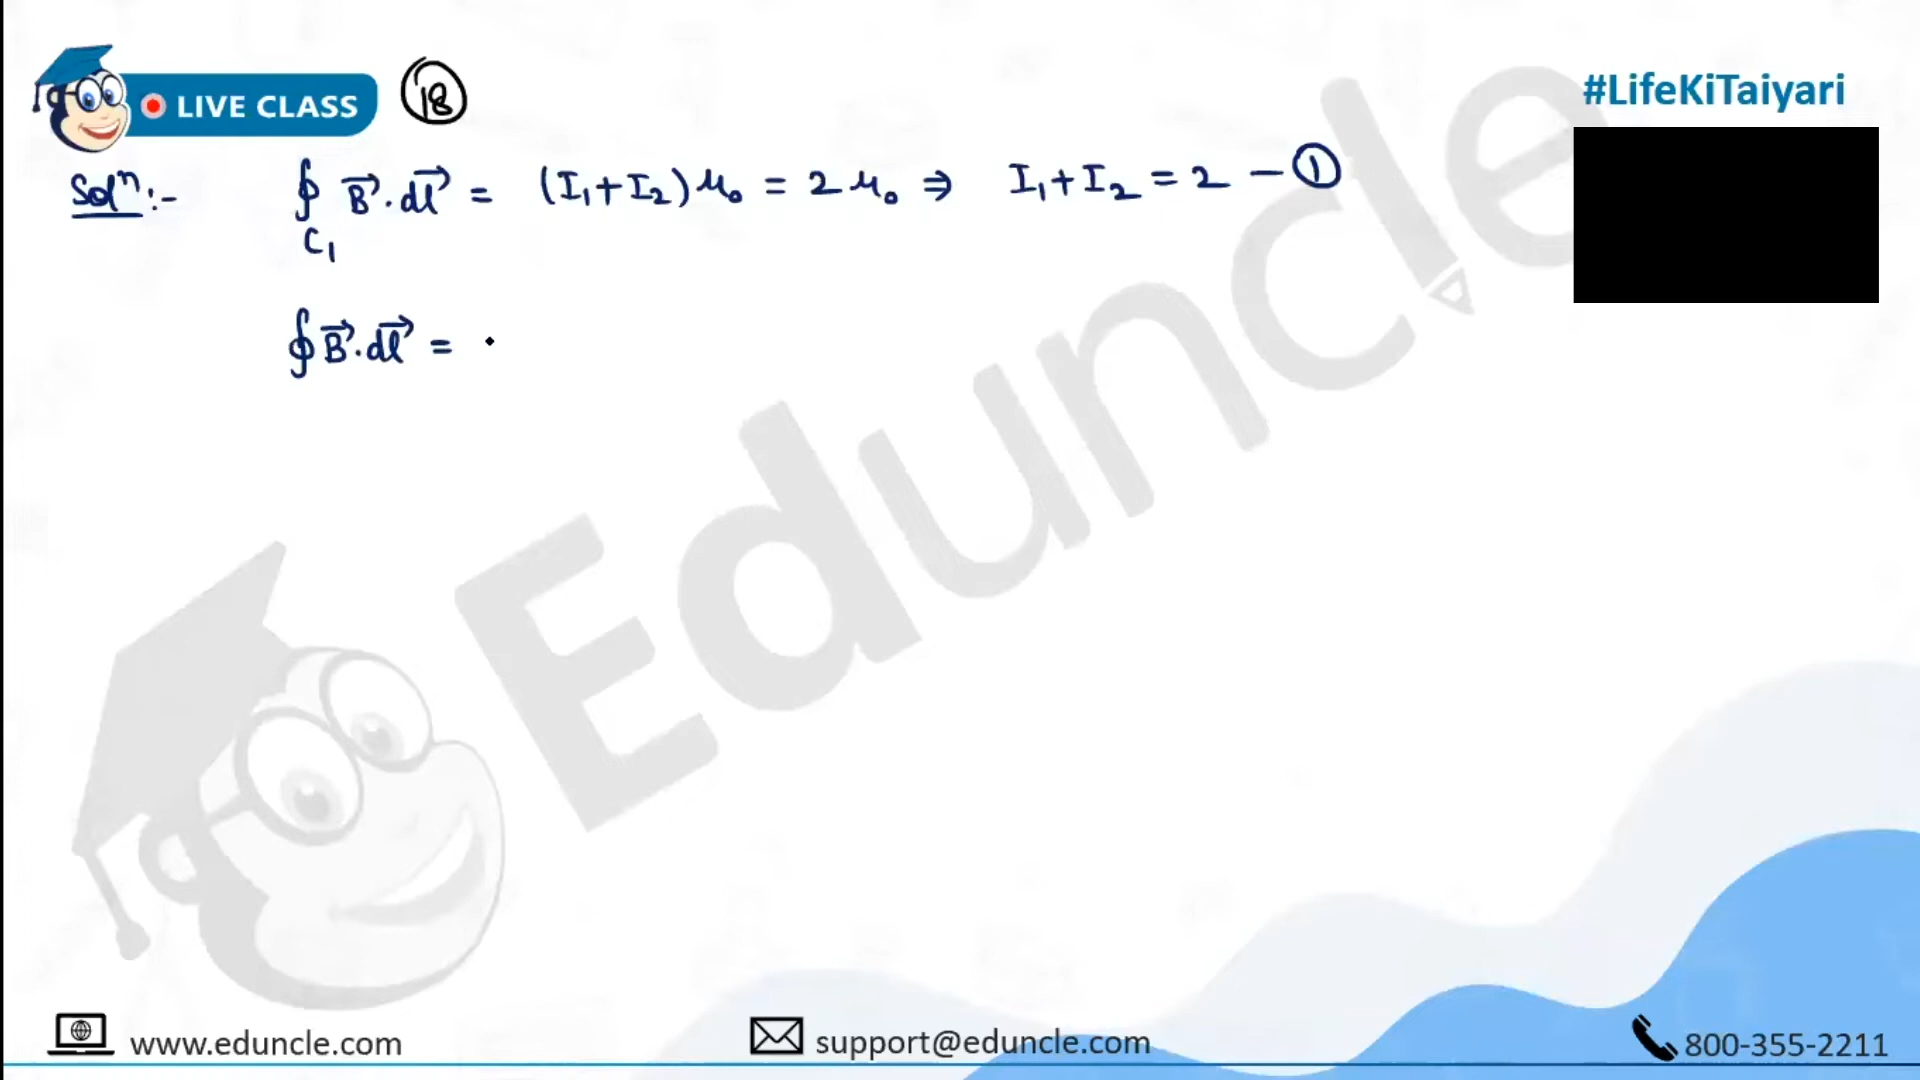 LIVE CLASS
18
#LifeKiTaiyari
Solⁿ:- ∮ B⃗.dl⃗ = (I₁+I₂)μ₀ = 2μ₀ ⇒ I₁+I₂ = 2 — ①
C₁
∮B⃗.dl⃗ =
Eduncle
www.eduncle.com
support@eduncle.com
800-355-2211